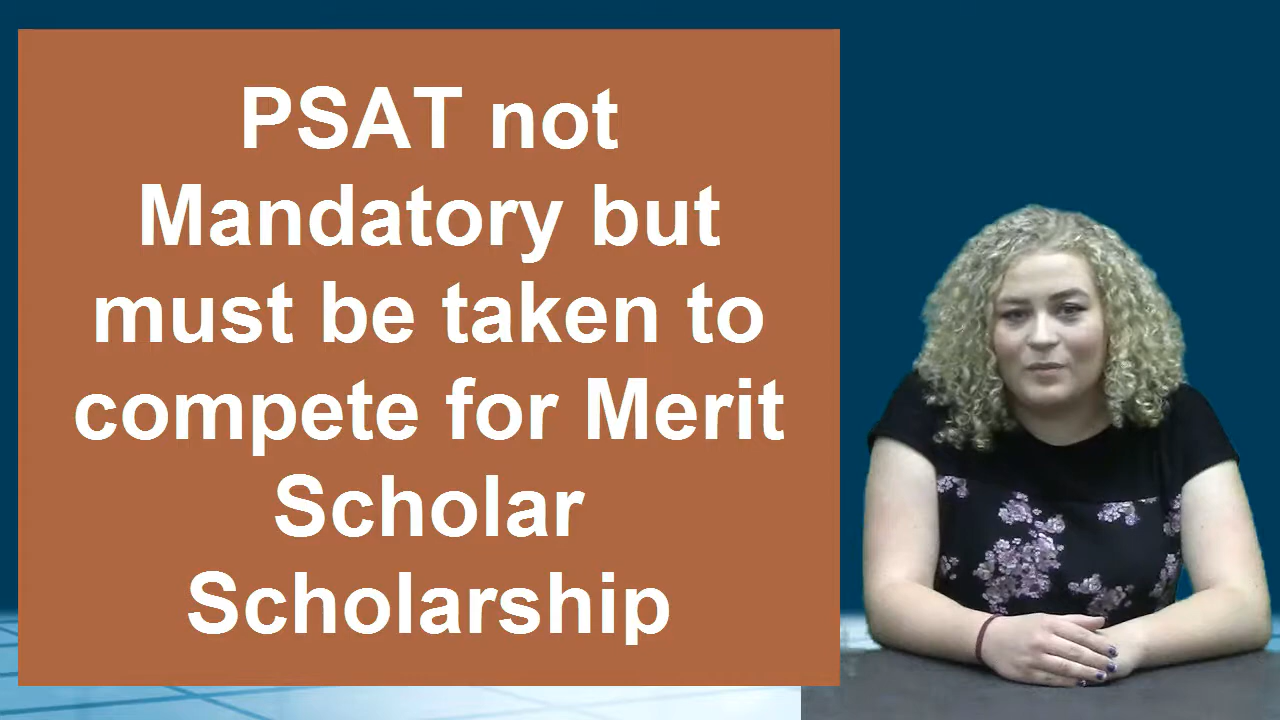 PSAT not
Mandatory but
must be taken to
compete for Merit
Scholar
Scholarship